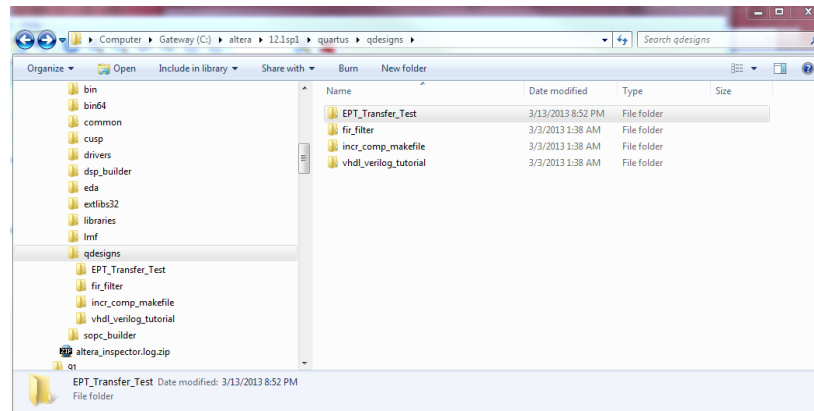 Computer ▸ Gateway (C:) ▸ altera ▸ 12.1sp1 ▸ quartus ▸ qdesigns ▸ Search qdesigns
Organize ▾ Open Include in library ▾ Share with ▾ Burn New folder
bin
bin64
common
cusp
drivers
dsp_builder
eda
extlibs32
libraries
lmf
qdesigns
EPT_Transfer_Test
fir_filter
incr_comp_makefile
vhdl_verilog_tutorial
sopc_builder
altera_inspector.log.zip
91
Name Date modified Type Size
EPT_Transfer_Test 3/13/2013 8:52 PM File folder
fir_filter 3/3/2013 1:38 AM File folder
incr_comp_makefile 3/3/2013 1:38 AM File folder
vhdl_verilog_tutorial 3/3/2013 1:38 AM File folder
EPT_Transfer_Test Date modified: 3/13/2013 8:52 PM
File folder